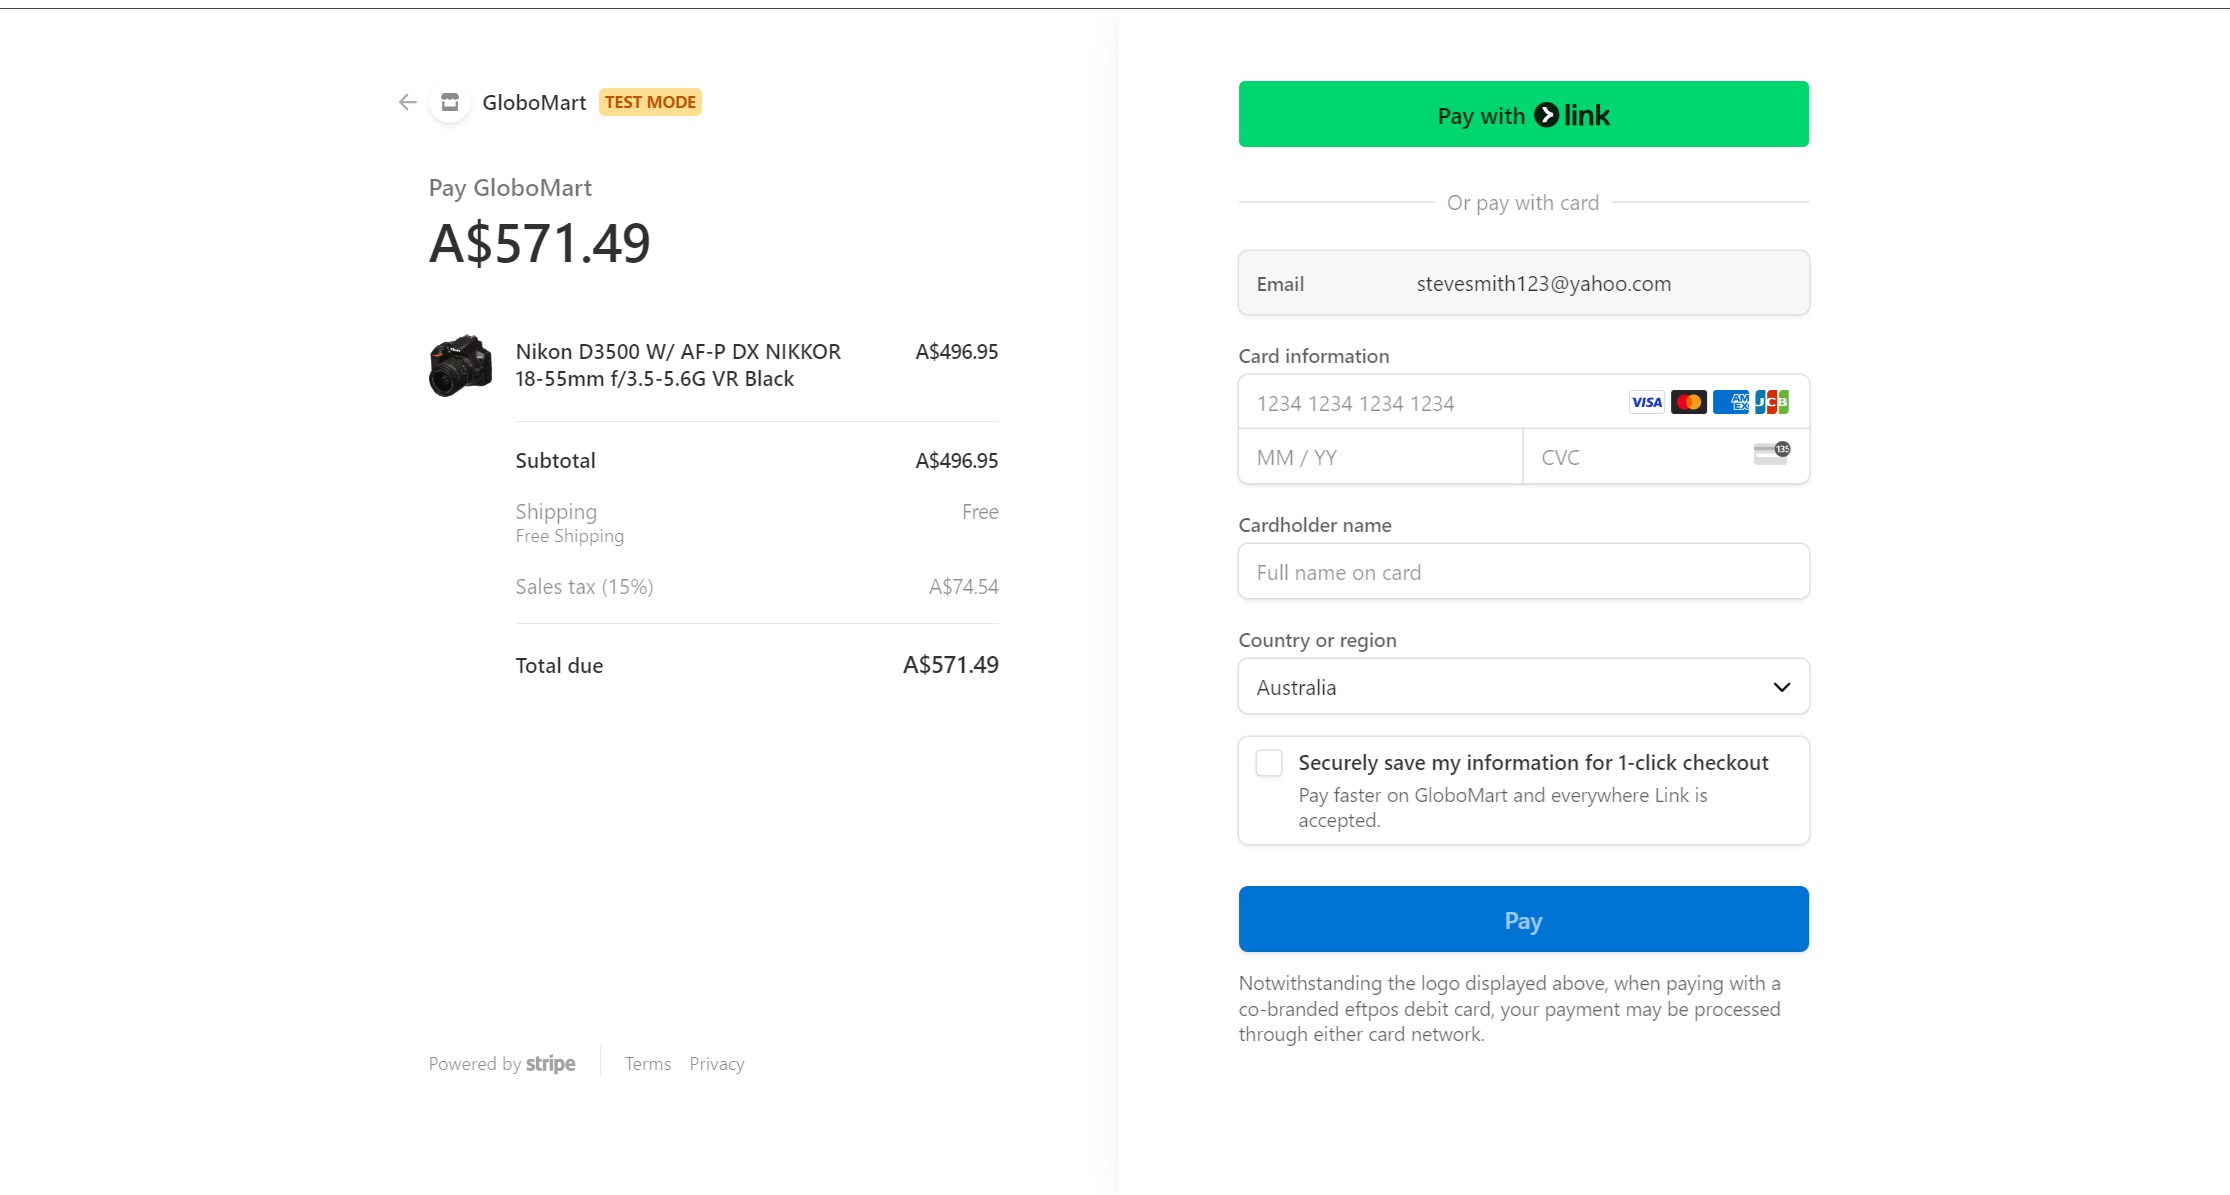 GloboMart TEST MODE
Pay GloboMart
A$571.49
Nikon D3500 W/ AF-P DX NIKKOR A$496.95
18-55mm f/3.5-5.6G VR Black
Subtotal A$496.95
Shipping Free
Free Shipping
Sales tax (15%) A$74.54
Total due A$571.49
Powered by stripe Terms Privacy
Pay with link
Or pay with card
Email stevesmith123@yahoo.com
Card information
1234 1234 1234 1234 VISA AMEX JCB
MM / YY CVC 135
Cardholder name
Full name on card
Country or region
Australia
Securely save my information for 1-click checkout
Pay faster on GloboMart and everywhere Link is
accepted.
Pay
Notwithstanding the logo displayed above, when paying with a
co-branded eftpos debit card, your payment may be processed
through either card network.